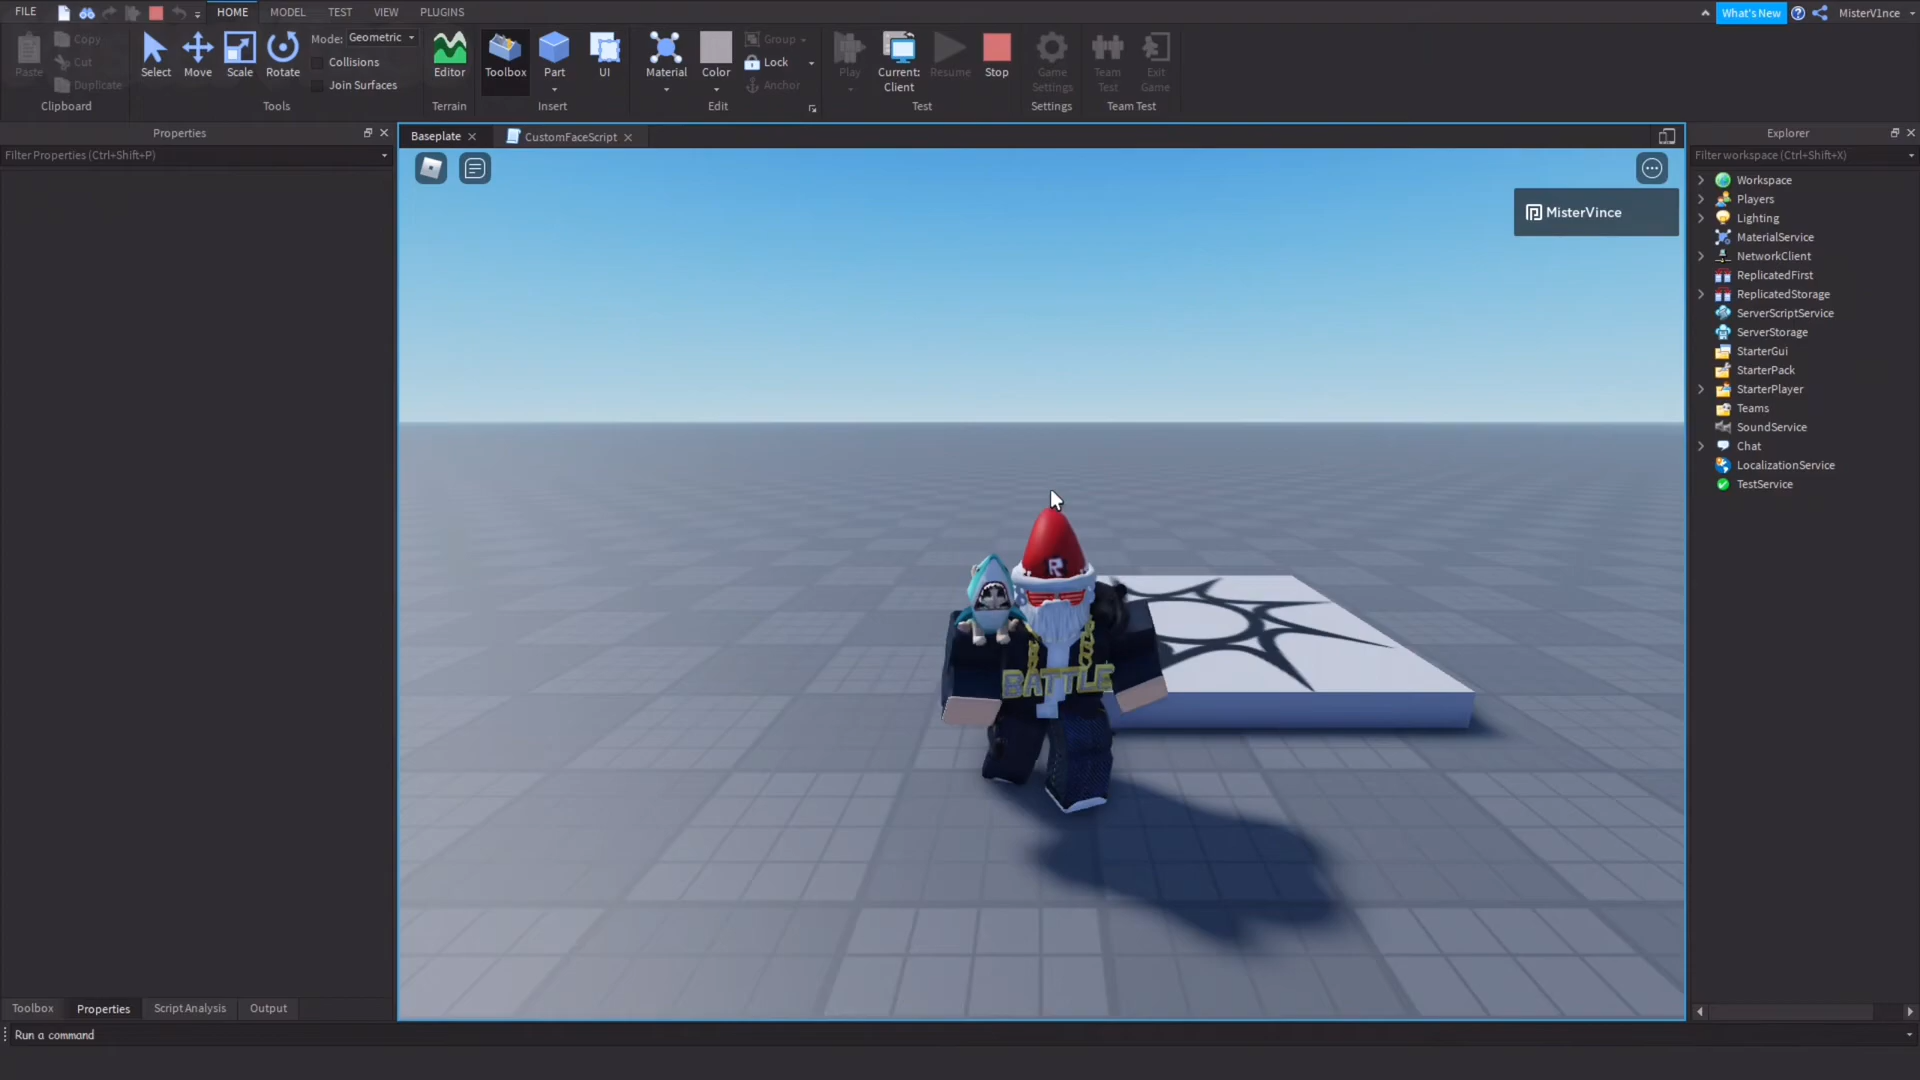 FILE HOME MODEL TEST VIEW PLUGINS What's New MisterV1nce
Paste Copy Cut Duplicate Clipboard
Select Move Scale Rotate Mode: Geometric Collisions Join Surfaces Tools
Editor Terrain
Toolbox Part UI Insert
Material Color Group Lock Anchor Edit
Play Current: Client Resume Stop Test
Game Settings Settings
Team Test Exit Game Team Test
Properties
Filter Properties (Ctrl+Shift+P)
Baseplate CustomFaceScript
MisterVince
R
BATTLE
Explorer
Filter workspace (Ctrl+Shift+X)
Workspace
Players
Lighting
MaterialService
NetworkClient
ReplicatedFirst
ReplicatedStorage
ServerScriptService
ServerStorage
StarterGui
StarterPack
StarterPlayer
Teams
SoundService
Chat
LocalizationService
TestService
Toolbox Properties Script Analysis Output
Run a command